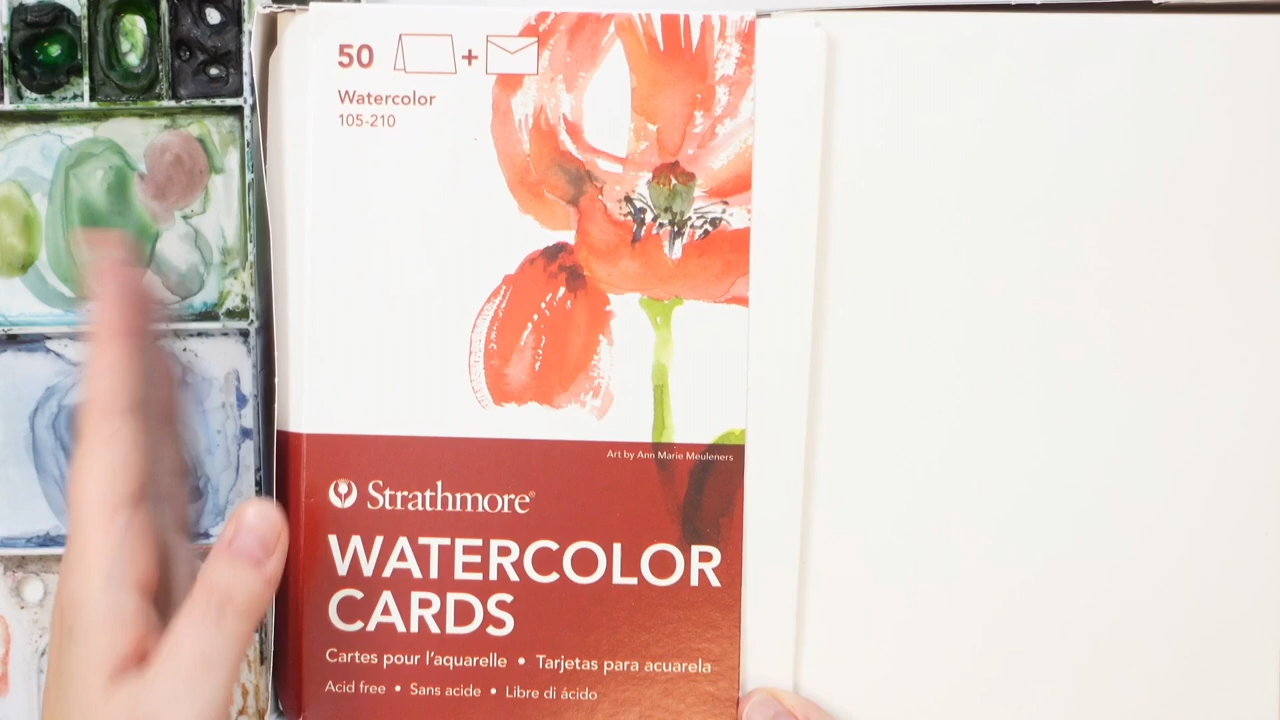 50 +
Watercolor
105-210
Art by Ann Marie Meuleners
Strathmore®
WATERCOLOR
CARDS
Cartes pour l'aquarelle • Tarjetas para acuarela
Acid free • Sans acide • Libre di ácido